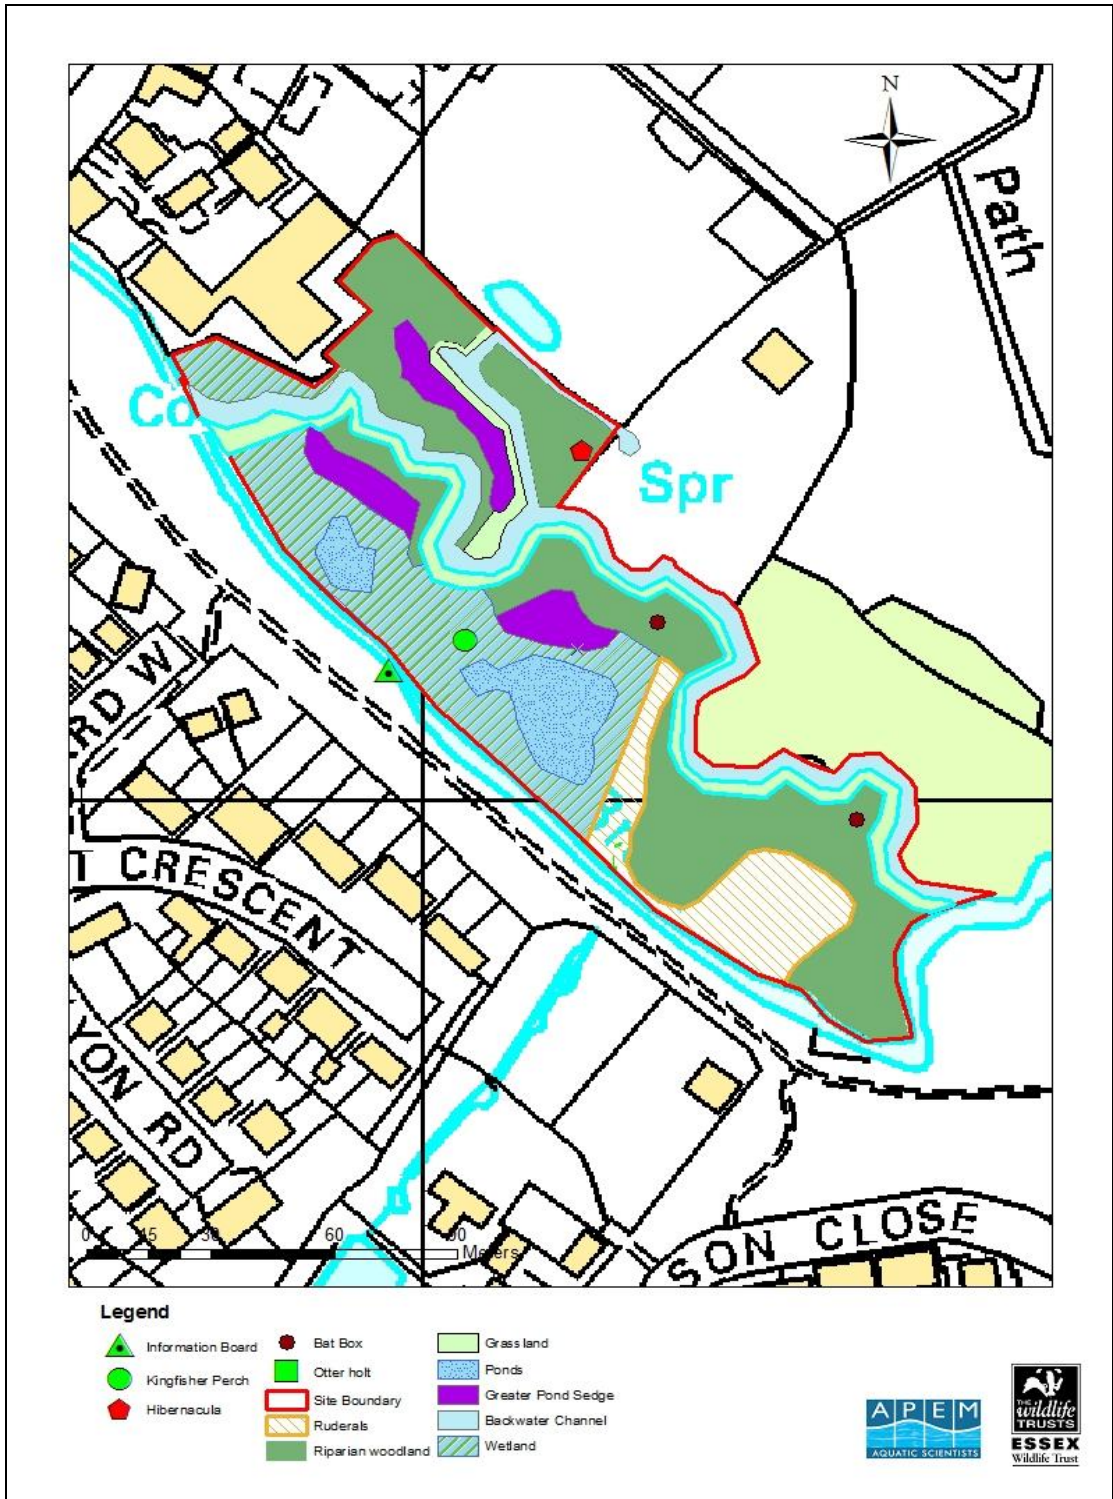 N
Path
Co
Spr
RD W
T CRESCENT
YON RD
SON CLOSE
0 15 30 60 90
Meters
Legend
Information Board
Kingfisher Perch
Hibernacula
Bat Box
Otter holt
Site Boundary
Ruderals
Riparian woodland
Grassland
Ponds
Greater Pond Sedge
Backwater Channel
Wetland
APEM
AQUATIC SCIENTISTS
THE
wildlife
TRUSTS
ESSEX
Wildlife Trust